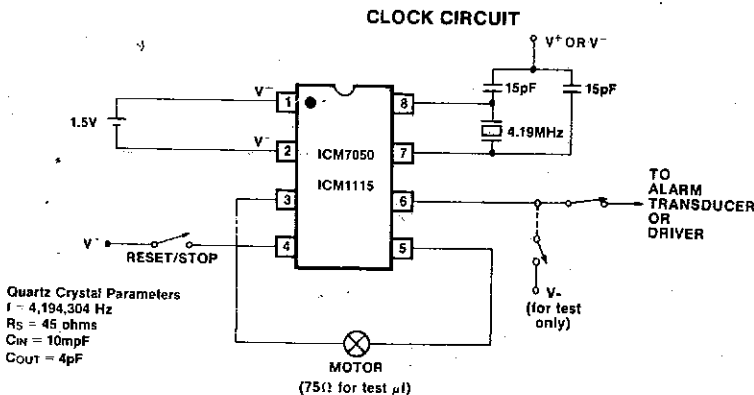 CLOCK CIRCUIT
V+ OR V−
15pF
15pF
4.19MHz
1.5V
V−
1
2
3
4
8
7
6
5
ICM7050
ICM1115
RESET/STOP
TO
ALARM
TRANSDUCER
OR
DRIVER
V-
(for test
only)
Quartz Crystal Parameters
f = 4,194,304 Hz
RS = 45 ohms
CIN = 10mpF
COUT = 4pF
MOTOR
(75Ω for test µl)